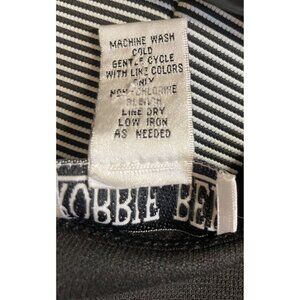 MACHINE WASH
COLD
GENTLE CYCLE
WITH LIKE COLORS
ONLY
NON-CHLORINE
BLEACH
LINE DRY
LOW IRON
AS NEEDED
KOBBIE BE